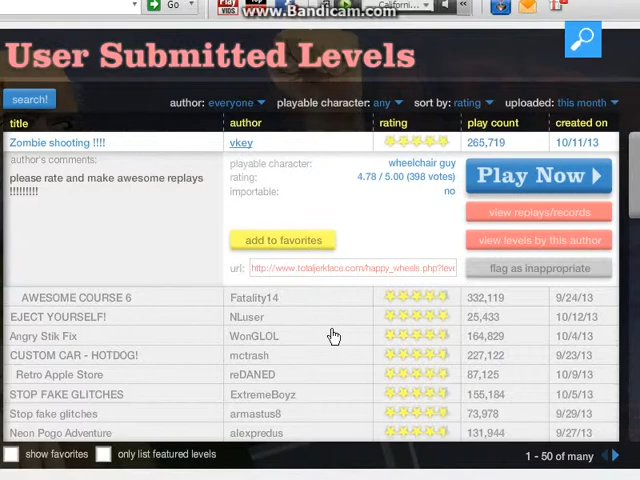 Go
www.Bandicam.com
Californi...
User Submitted Levels
search!
author: everyone
playable character: any
sort by: rating
uploaded: this month
title
author
rating
play count
created on
Zombie shooting !!!!
vkey
265,719
10/11/13
author's comments:
please rate and make awesome replays
!!!!!!!!!
playable character:
wheelchair guy
rating:
4.78 / 5.00 (398 votes)
importable:
no
Play Now
view replays/records
add to favorites
view levels by this author
url:
http://www.totaljerkface.com/happy_wheels.php?leve
flag as inappropriate
AWESOME COURSE 6 Fatality14 332,119 9/24/13
EJECT YOURSELF! NLuser 25,433 10/12/13
Angry Stik Fix WonGLOL 164,829 10/4/13
CUSTOM CAR - HOTDOG! mctrash 227,122 9/23/13
Retro Apple Store reDANED 87,125 10/9/13
STOP FAKE GLITCHES ExtremeBoyz 155,184 10/5/13
Stop fake glitches armastus8 73,978 9/29/13
Neon Pogo Adventure alexpredus 131,944 9/27/13
show favorites
only list featured levels
1 - 50 of many